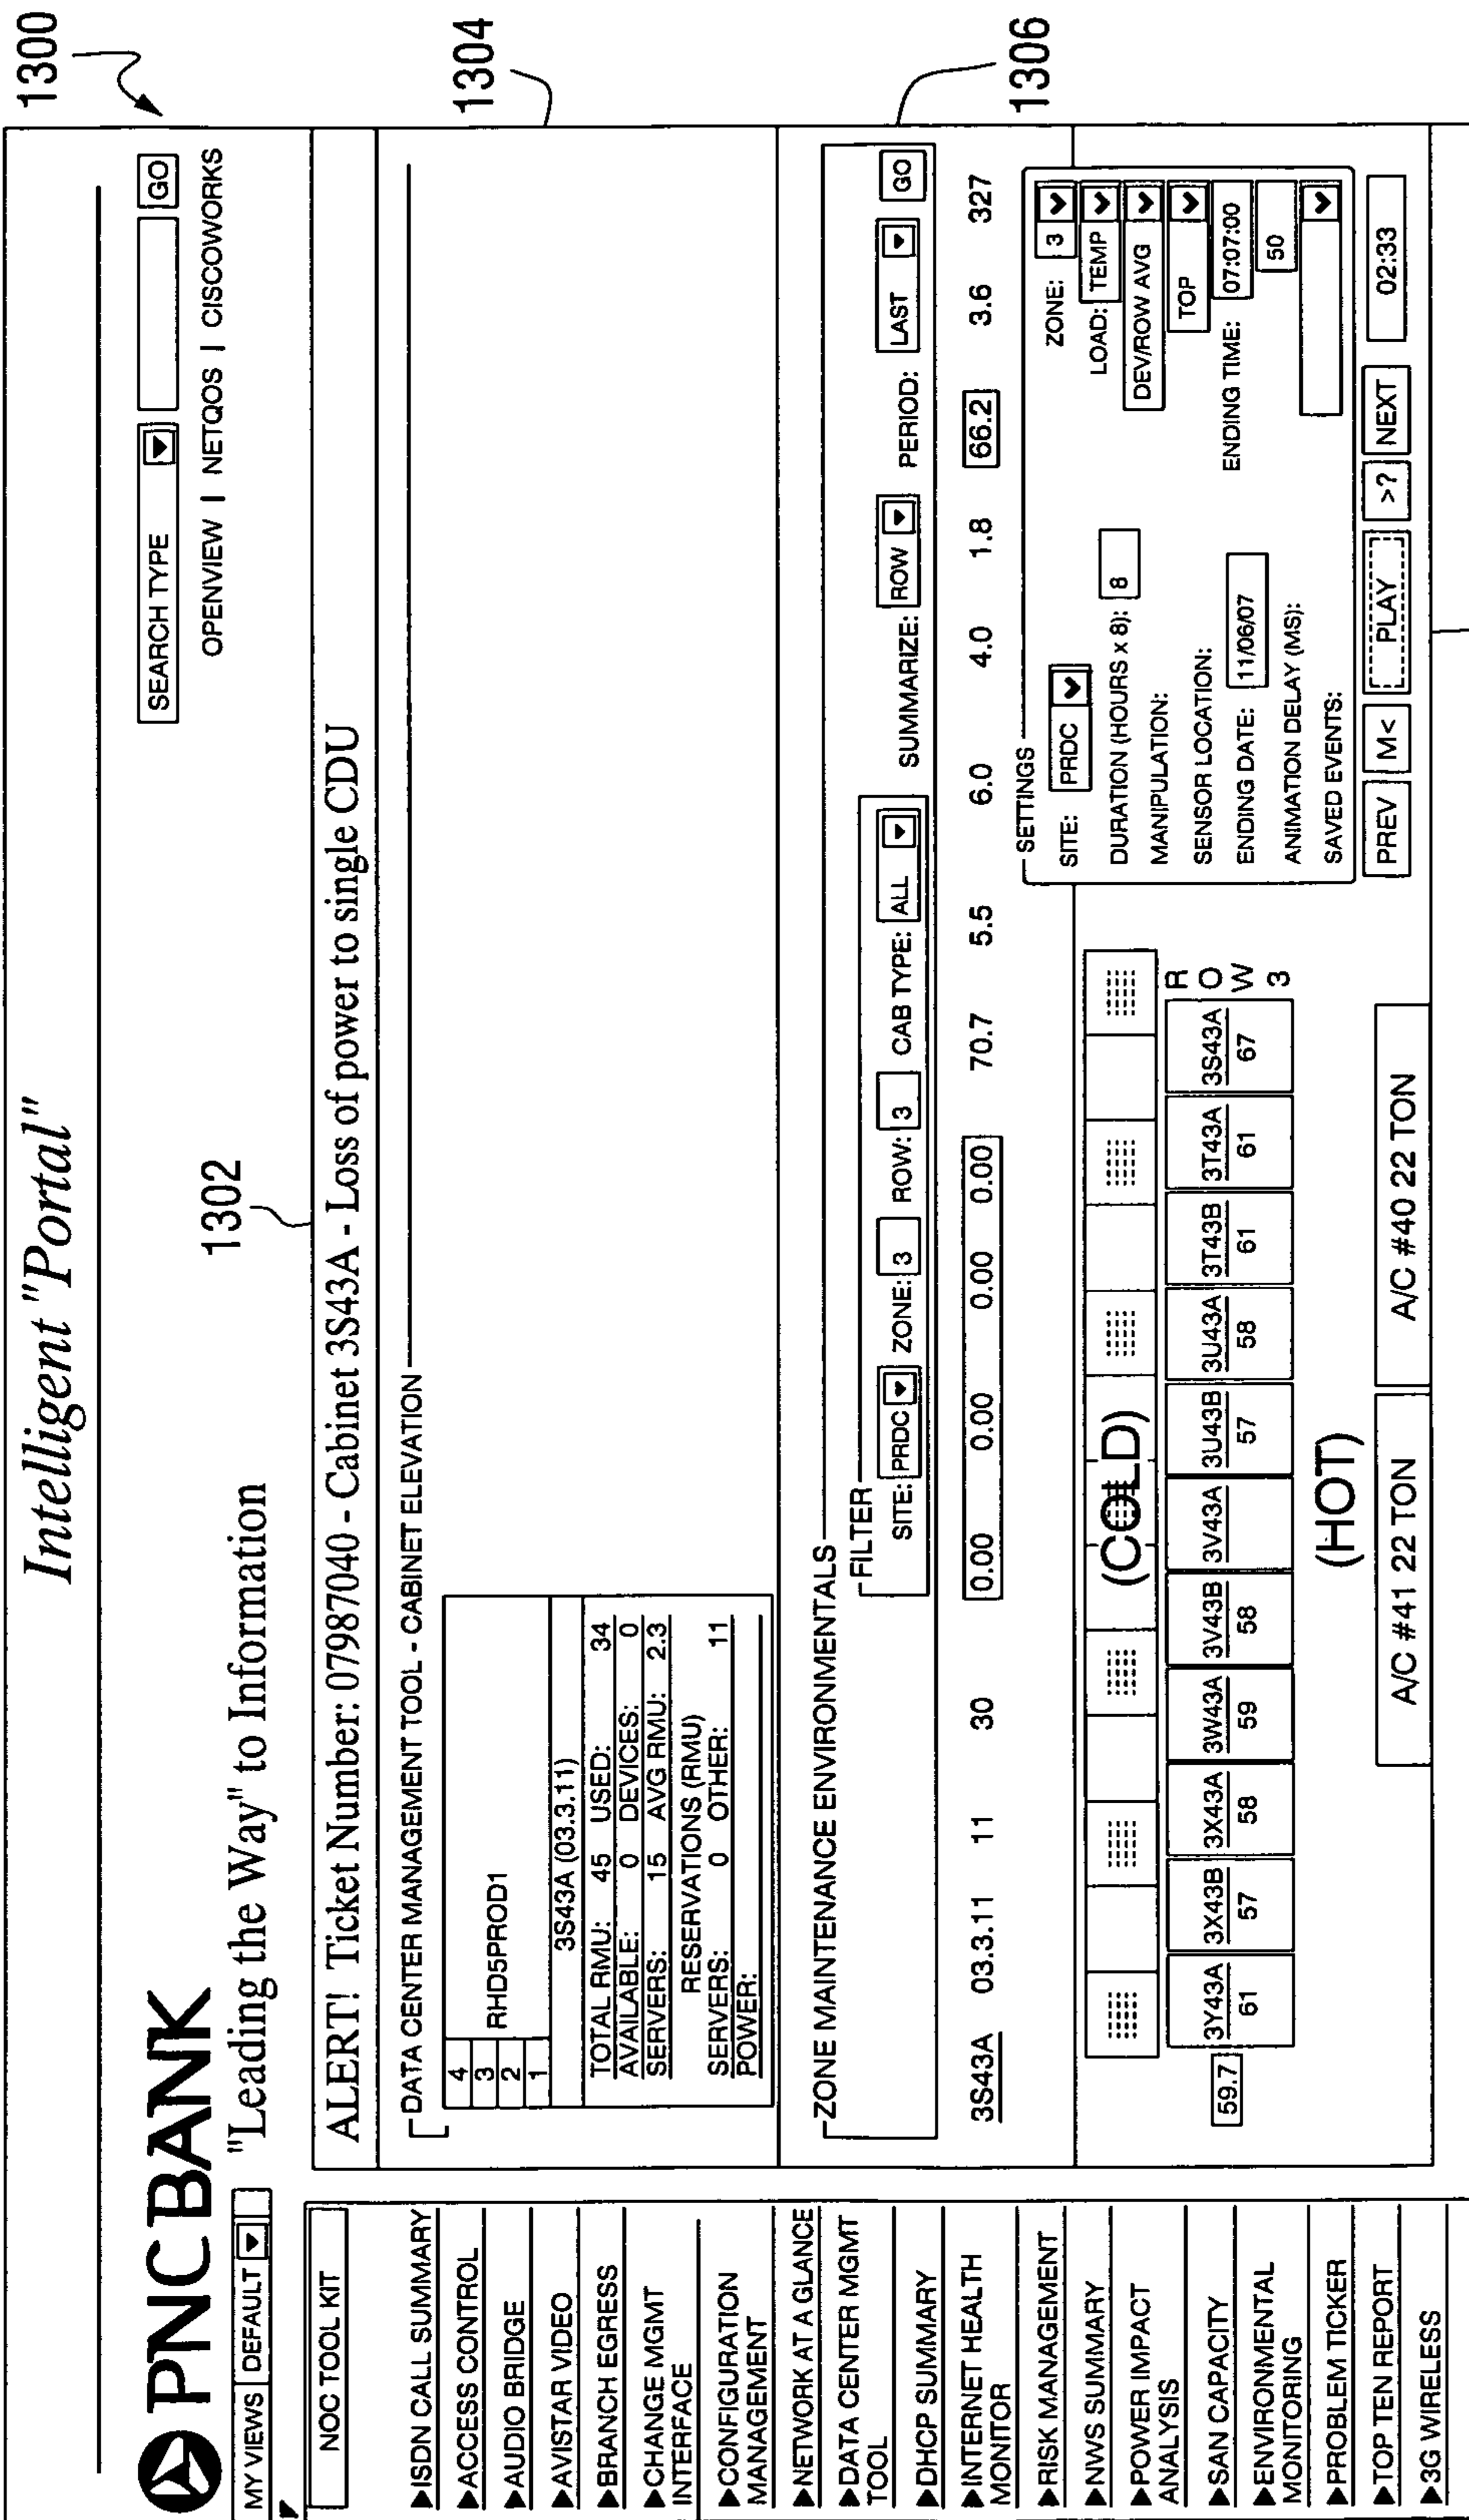 1300
Intelligent "Portal"
PNC BANK
SEARCH TYPE GO
"Leading the Way" to Information
1302
OPENVIEW | NETQOS | CISCOWORKS
MY VIEWS DEFAULT
NOC TOOL KIT
ISDN CALL SUMMARY
ACCESS CONTROL
AUDIO BRIDGE
AVISTAR VIDEO
BRANCH EGRESS
CHANGE MGMT
INTERFACE
CONFIGURATION
MANAGEMENT
NETWORK AT A GLANCE
DATA CENTER MGMT
TOOL
DHCP SUMMARY
INTERNET HEALTH
MONITOR
RISK MANAGEMENT
NWS SUMMARY
POWER IMPACT
ANALYSIS
SAN CAPACITY
ENVIRONMENTAL
MONITORING
PROBLEM TICKER
TOP TEN REPORT
3G WIRELESS
ALERT! Ticket Number: 07987040 - Cabinet 3S43A - Loss of power to single CDU
1304
DATA CENTER MANAGEMENT TOOL - CABINET ELEVATION
4
3 RHD5PROD1
2
1
3S43A (03.3.11)
TOTAL RMU: 45 USED: 34
AVAILABLE: 0 DEVICES: 0
SERVERS: 15 AVG RMU: 2.3
RESERVATIONS (RMU)
SERVERS: 0 OTHER: 11
POWER:
1306
ZONE MAINTENANCE ENVIRONMENTALS
FILTER
SITE: PRDC ZONE: 3 ROW: 3 CAB TYPE: ALL SUMMARIZE: ROW PERIOD: LAST GO
3S43A 03.3.11 11 30 0.00 0.00 0.00 0.00 70.7 5.5 6.0 4.0 1.8 66.2 3.6 327
(COLD)
59.7
3Y43A 3X43B 3X43A 3W43A 3V43B 3V43A 3U43B 3U43A 3T43B 3T43A 3S43A
61 57 58 59 58 57 58 61 61 67
R
O
W
3
(HOT)
A/C #41 22 TON A/C #40 22 TON
SETTINGS
SITE: PRDC ZONE: 3
DURATION (HOURS x 8): 8 LOAD: TEMP
MANIPULATION: DEV/ROW AVG
SENSOR LOCATION: TOP
ENDING DATE: 11/06/07 ENDING TIME: 07:07:00
ANIMATION DELAY (MS): 50
SAVED EVENTS:
PREV M< PLAY >? NEXT 02:33